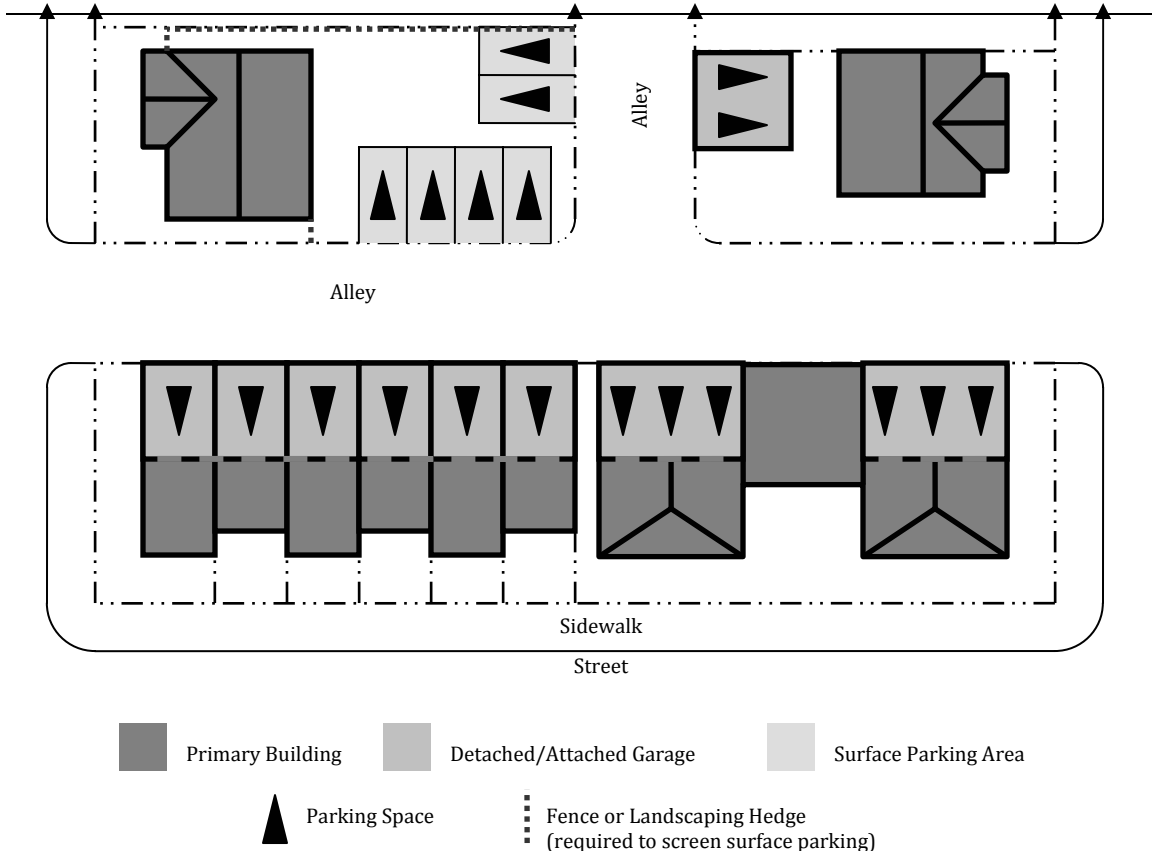 Alley
Alley
Sidewalk
Street
Primary Building
Detached/Attached Garage
Surface Parking Area
Parking Space
Fence or Landscaping Hedge
(required to screen surface parking)